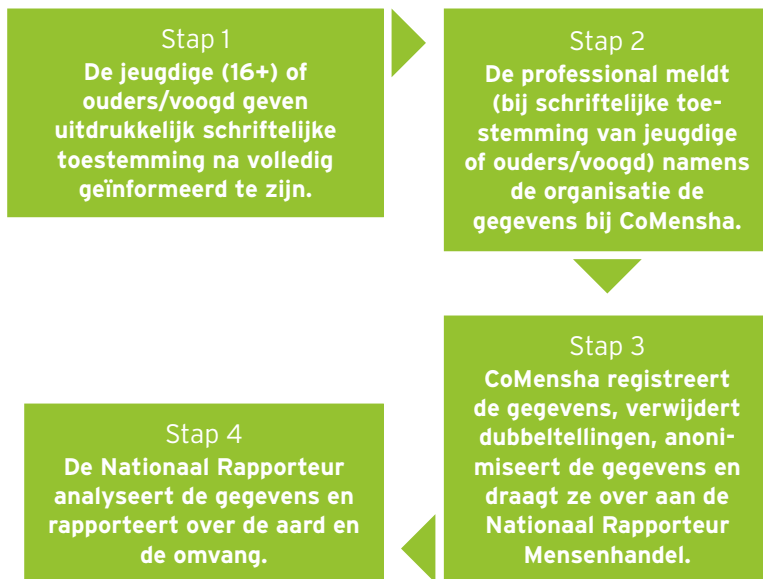 Stap 1
De jeugdige (16+) of
ouders/voogd geven
uitdrukkelijk schriftelijke
toestemming na volledig
geïnformeerd te zijn.
Stap 2
De professional meldt
(bij schriftelijke toe-
stemming van jeugdige
of ouders/voogd) namens
de organisatie de
gegevens bij CoMensha.
Stap 3
CoMensha registreert
de gegevens, verwijdert
dubbeltellingen, anoni-
miseert de gegevens en
draagt ze over aan de
Nationaal Rapporteur
Mensenhandel.
Stap 4
De Nationaal Rapporteur
analyseert de gegevens en
rapporteert over de aard en
de omvang.